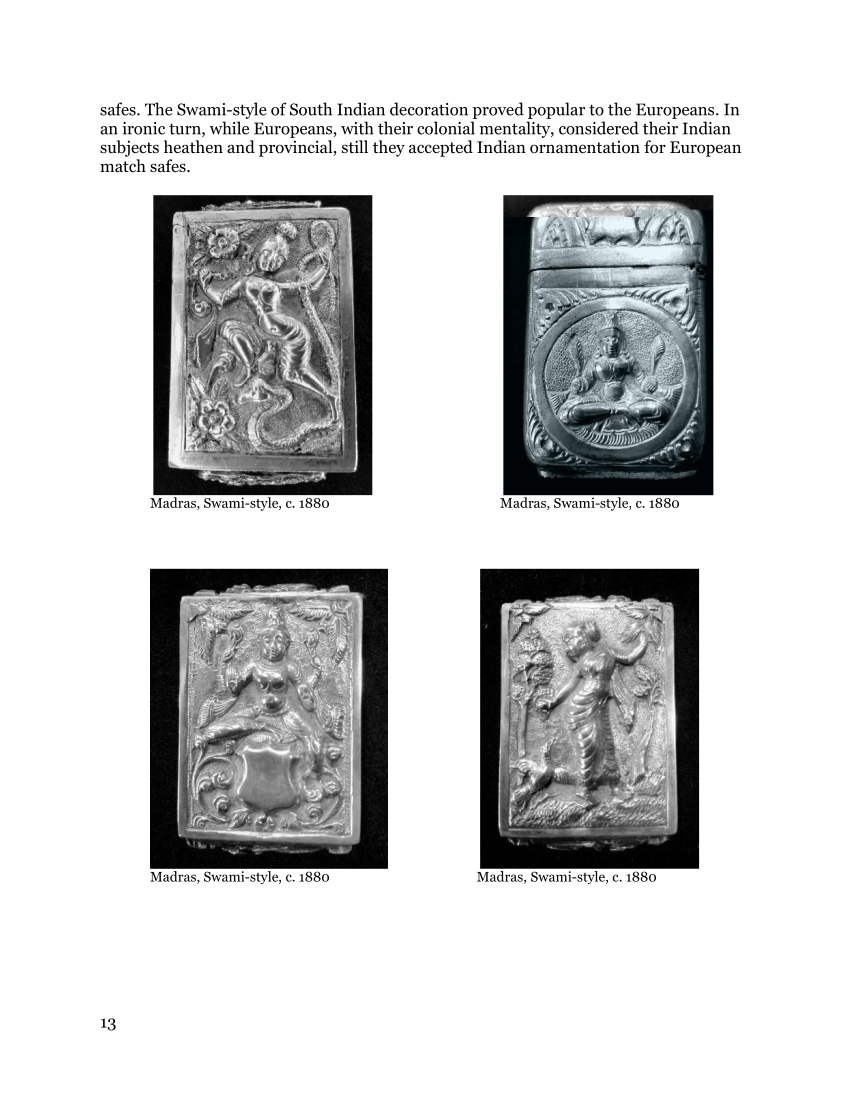 safes. The Swami-style of South Indian decoration proved popular to the Europeans. In
an ironic turn, while Europeans, with their colonial mentality, considered their Indian
subjects heathen and provincial, still they accepted Indian ornamentation for European
match safes.
Madras, Swami-style, c. 1880
Madras, Swami-style, c. 1880
Madras, Swami-style, c. 1880
Madras, Swami-style, c. 1880
13